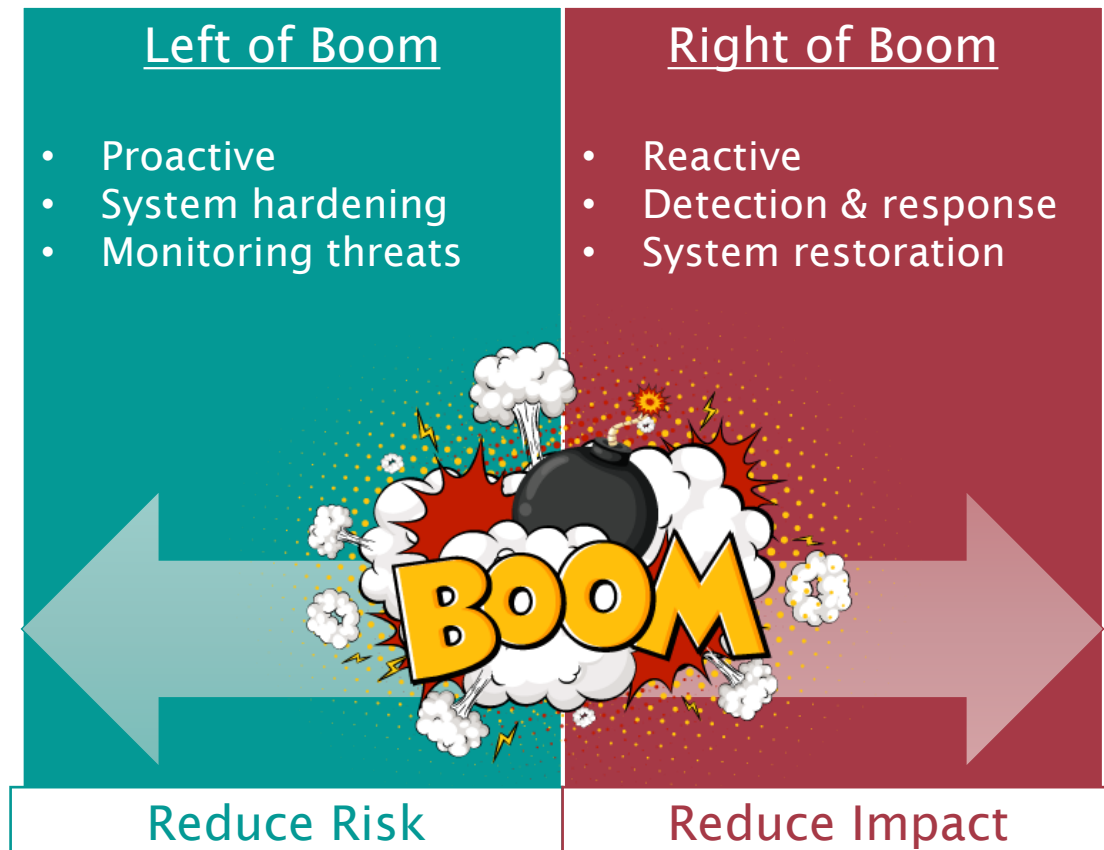 Left of Boom
• Proactive
• System hardening
• Monitoring threats
Right of Boom
• Reactive
• Detection & response
• System restoration
BOOM
Reduce Risk
Reduce Impact